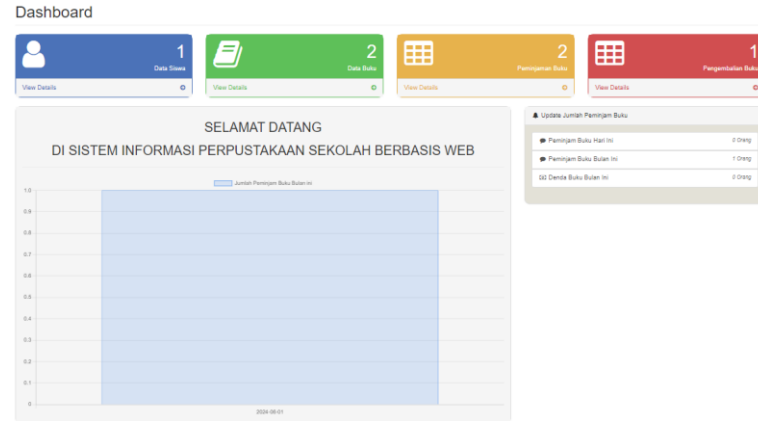 Dashboard
1
Data Siswa
View Details
2
Data Buku
View Details
2
Peminjaman Buku
View Details
1
Pengembalian Buku
View Details
SELAMAT DATANG
DI SISTEM INFORMASI PERPUSTAKAAN SEKOLAH BERBASIS WEB
Jumlah Peminjam Buku Bulan Ini
1.0
0.9
0.8
0.7
0.6
0.5
0.4
0.3
0.2
0.1
0
2024-08-01
Update Jumlah Peminjam Buku
Peminjam Buku Hari Ini 0 Orang
Peminjam Buku Bulan Ini 1 Orang
Denda Buku Bulan Ini 0 Orang